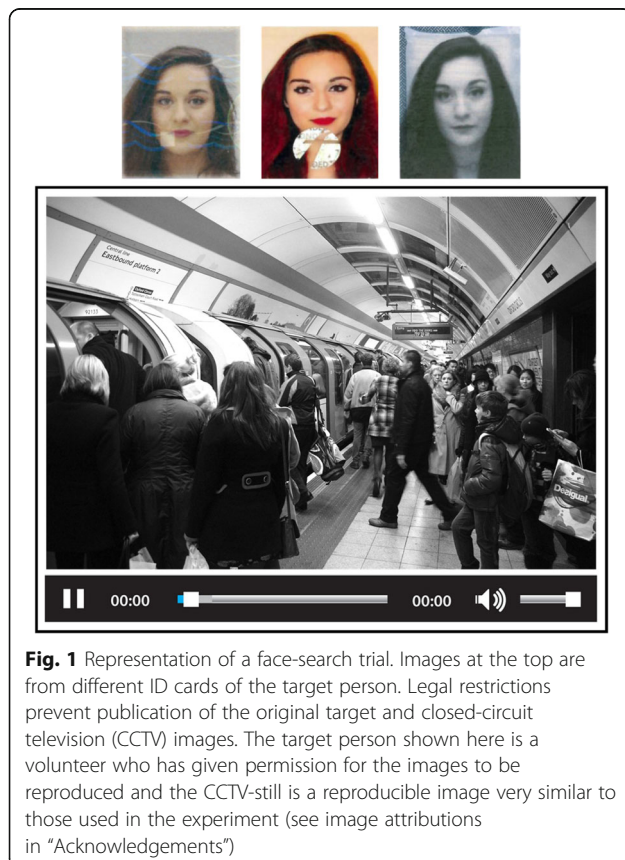 Central line
Eastbound platform 2
92133
Desigual
00:00
00:00
Fig. 1 Representation of a face-search trial. Images at the top are
from different ID cards of the target person. Legal restrictions
prevent publication of the original target and closed-circuit
television (CCTV) images. The target person shown here is a
volunteer who has given permission for the images to be
reproduced and the CCTV-still is a reproducible image very similar to
those used in the experiment (see image attributions
in “Acknowledgements”)